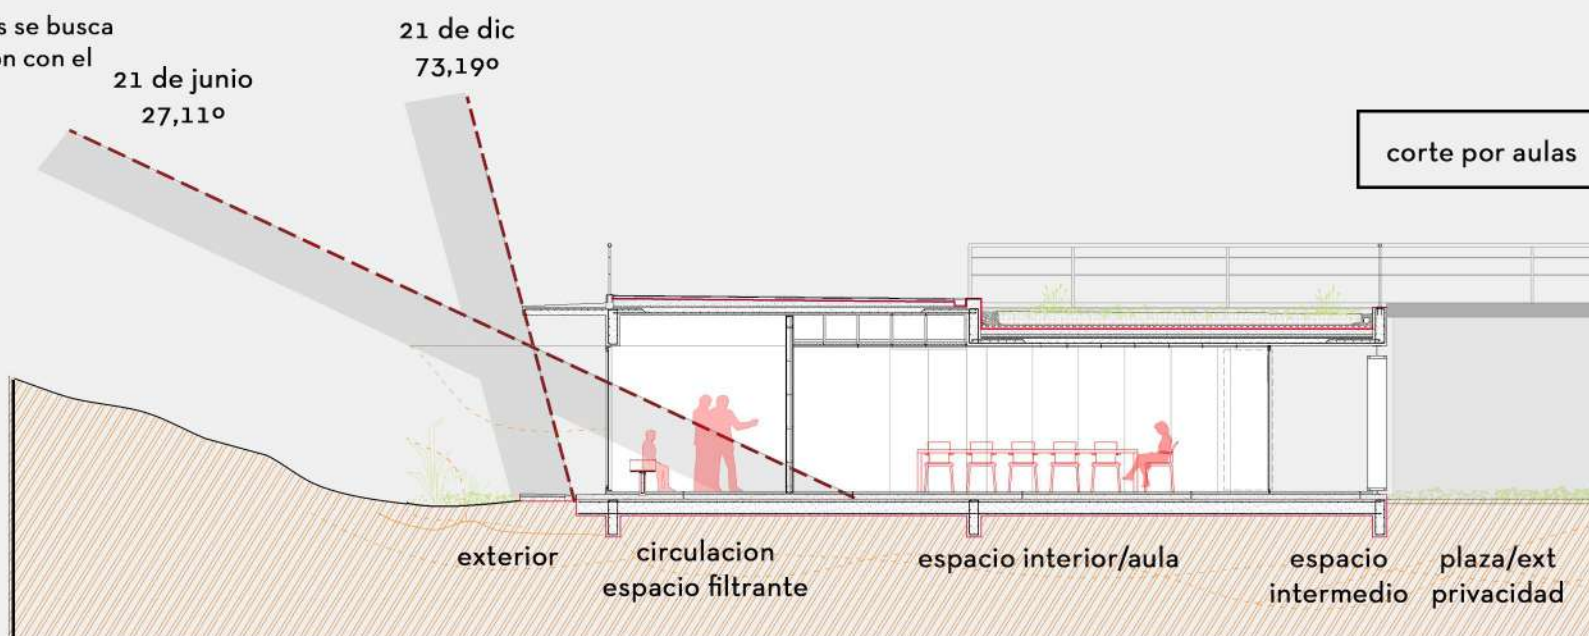 s se busca
ón con el
21 de junio
27,11º
21 de dic
73,19º
corte por aulas
exterior
circulacion
espacio filtrante
espacio interior/aula
espacio
intermedio
plaza/ext
privacidad